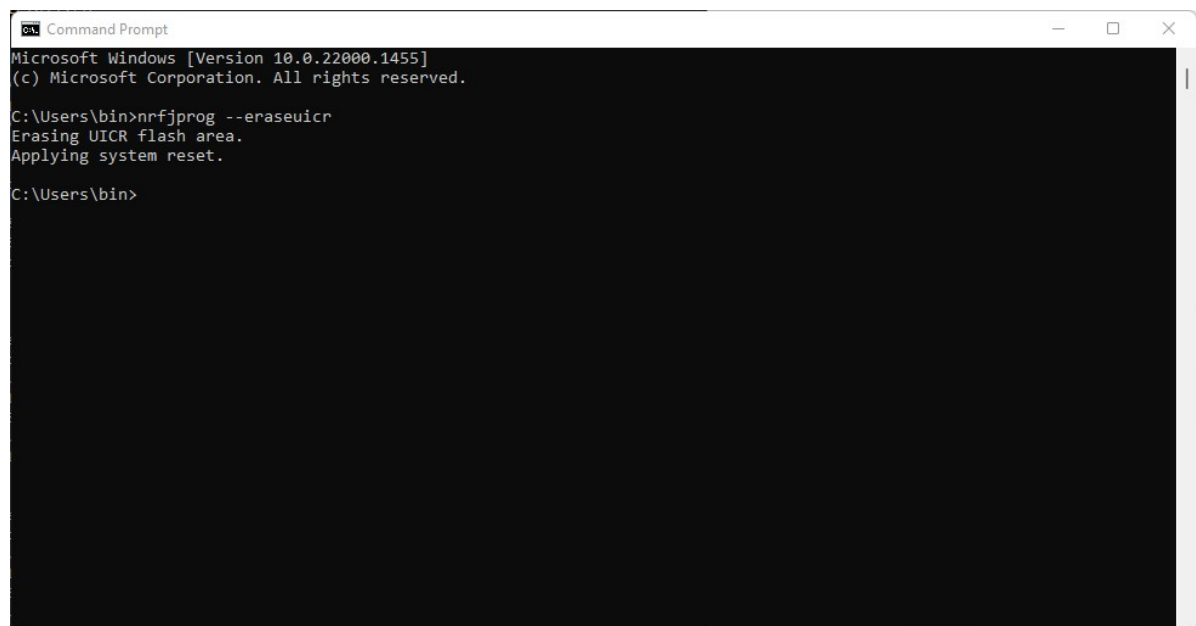 Command Prompt
Microsoft Windows [Version 10.0.22000.1455]
(c) Microsoft Corporation. All rights reserved.
C:\Users\bin>nrfjprog --eraseuicr
Erasing UICR flash area.
Applying system reset.
C:\Users\bin>